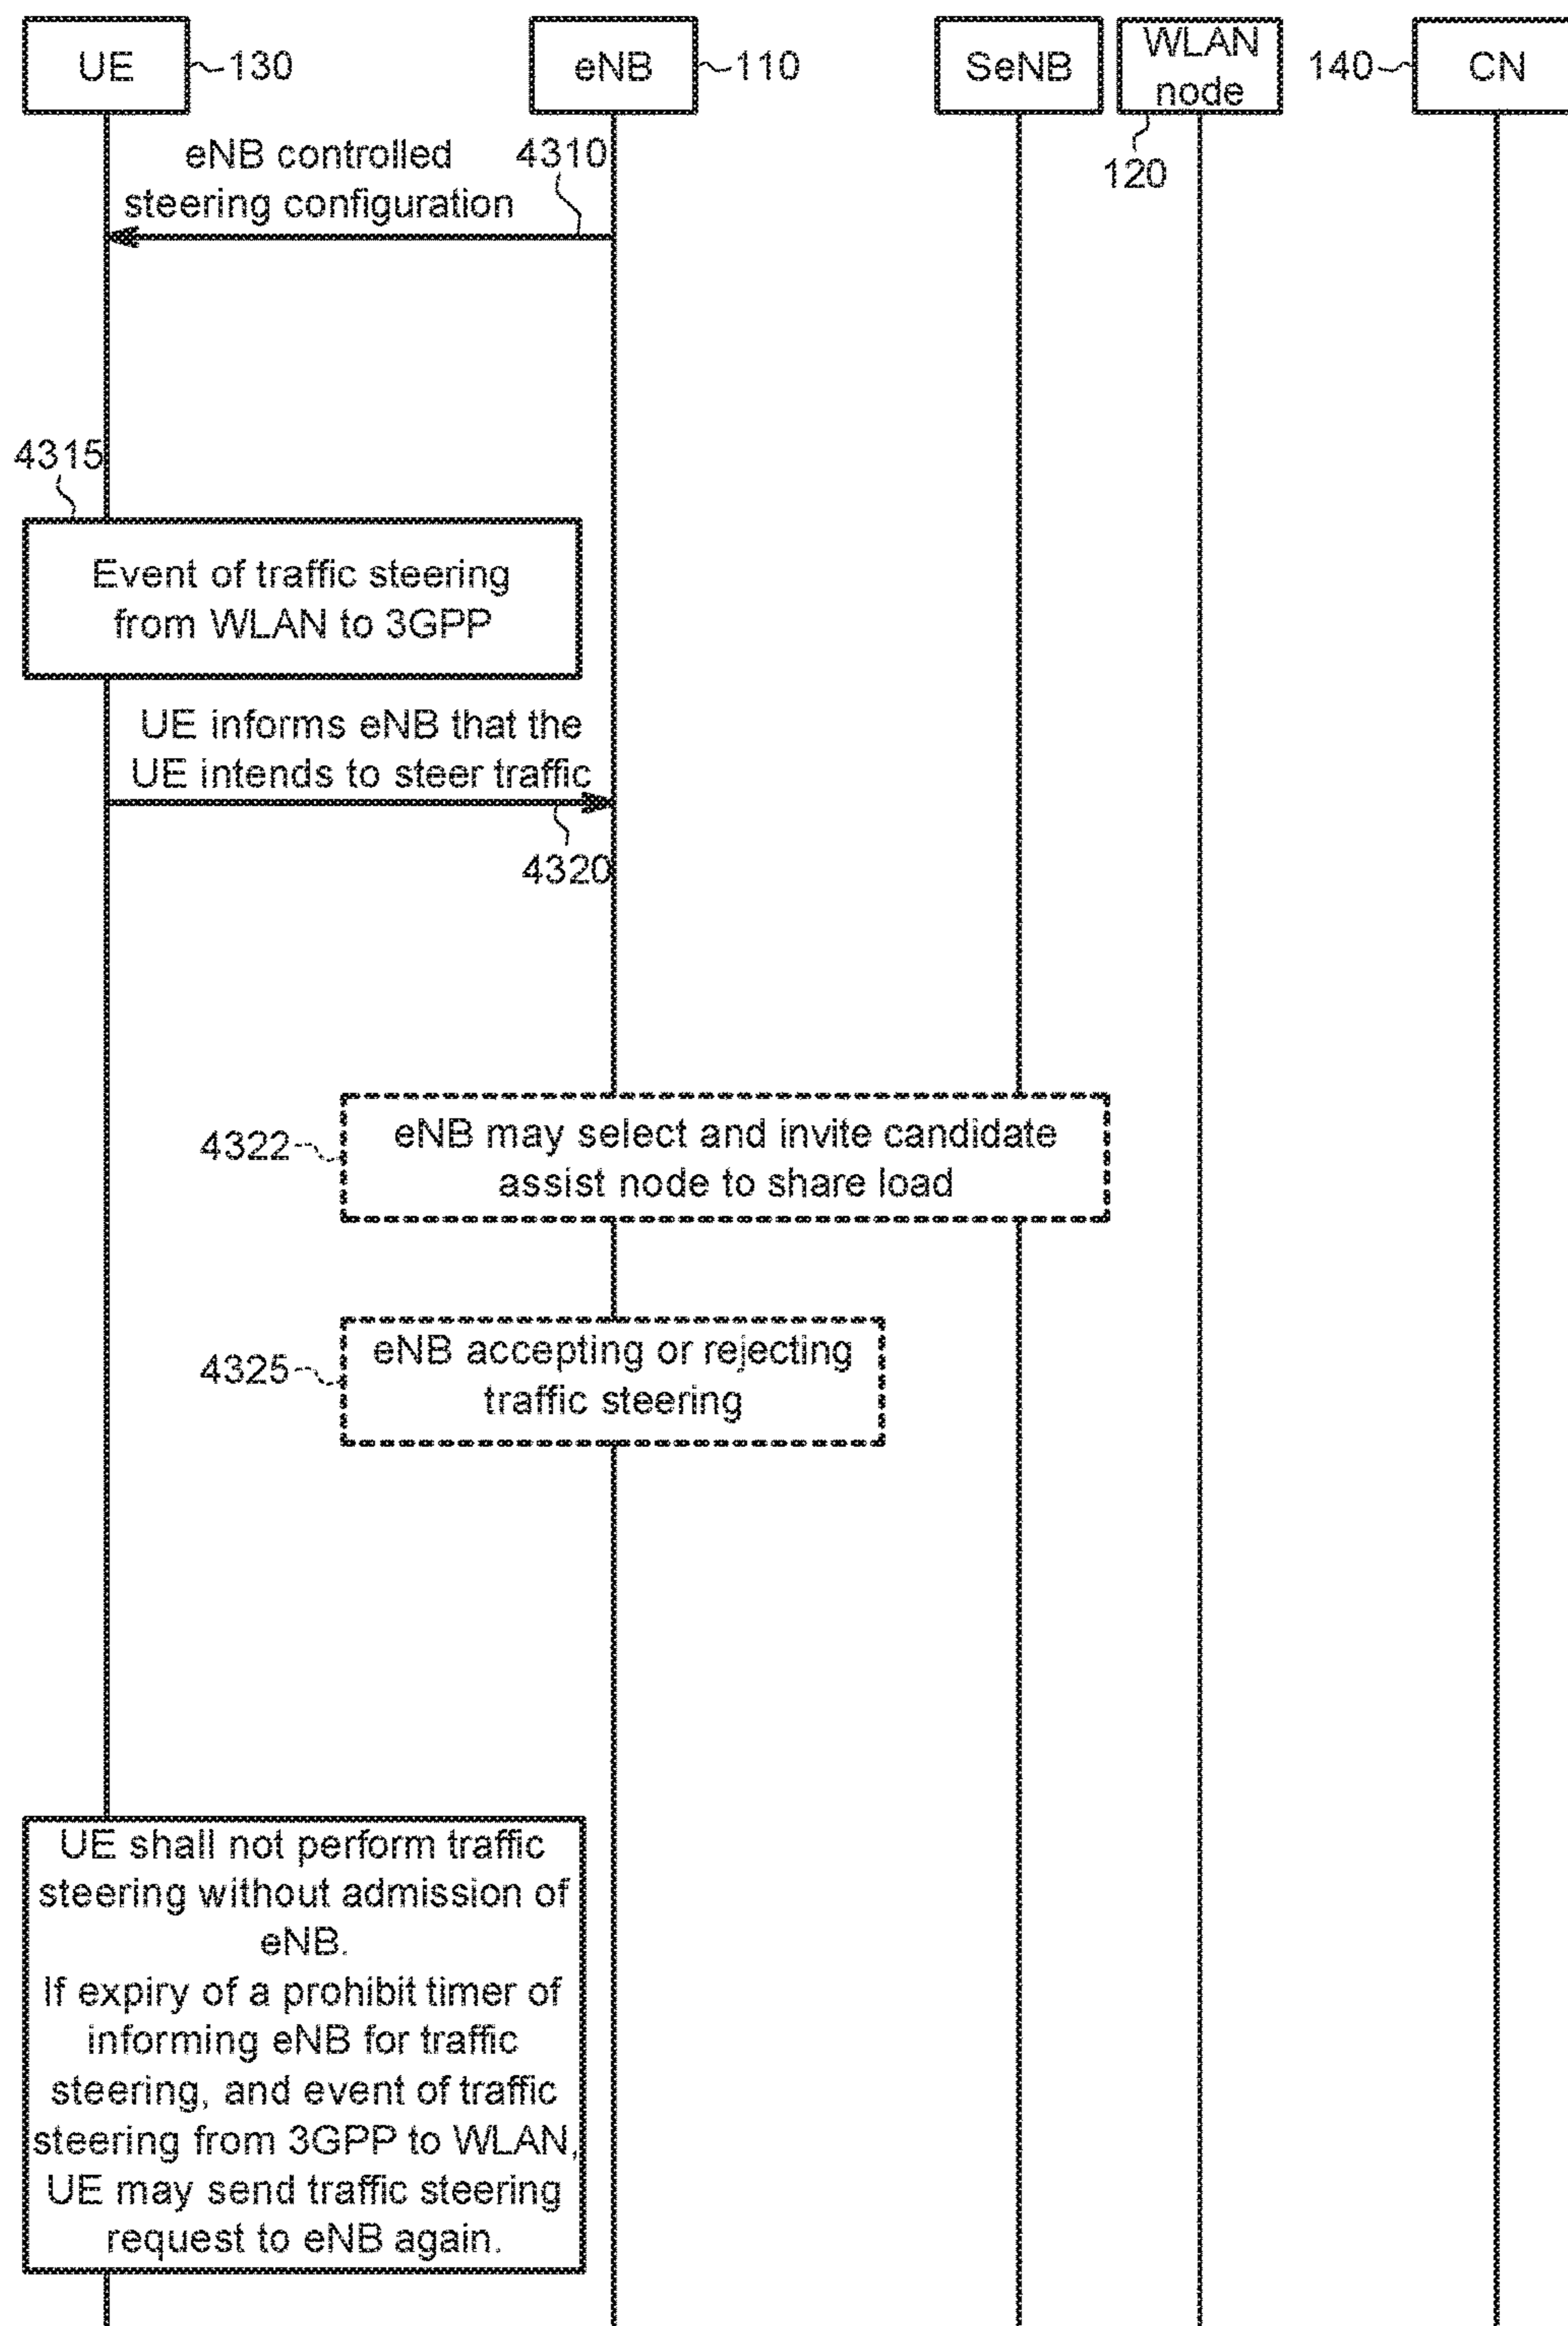 UE
130
eNB
110
SeNB
WLAN
node
120
140
CN
eNB controlled
steering configuration
4310
4315
Event of traffic steering
from WLAN to 3GPP
UE informs eNB that the
UE intends to steer traffic
4320
4322
eNB may select and invite candidate
assist node to share load
4325
eNB accepting or rejecting
traffic steering
UE shall not perform traffic
steering without admission of
eNB.
If expiry of a prohibit timer of
informing eNB for traffic
steering, and event of traffic
steering from 3GPP to WLAN,
UE may send traffic steering
request to eNB again.